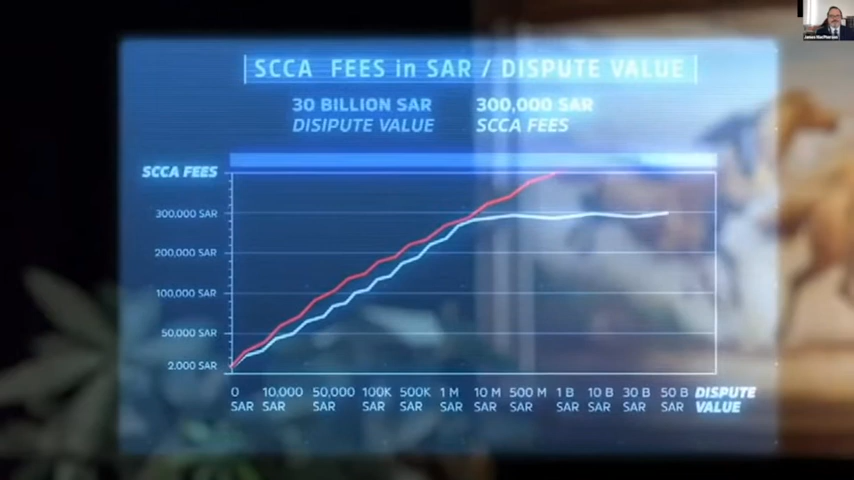 SCCA FEES in SAR / DISPUTE VALUE
30 BILLION SAR
DISIPUTE VALUE
300,000 SAR
SCCA FEES
SCCA FEES
300.000 SAR
200,000 SAR
100,000 SAR
50,000 SAR
2.000 SAR
0 SAR
10,000 SAR
50,000 SAR
100K SAR
500K SAR
1 M SAR
10 M SAR
500 M SAR
1 B SAR
10 B SAR
30 B SAR
50 B SAR
DISPUTE VALUE